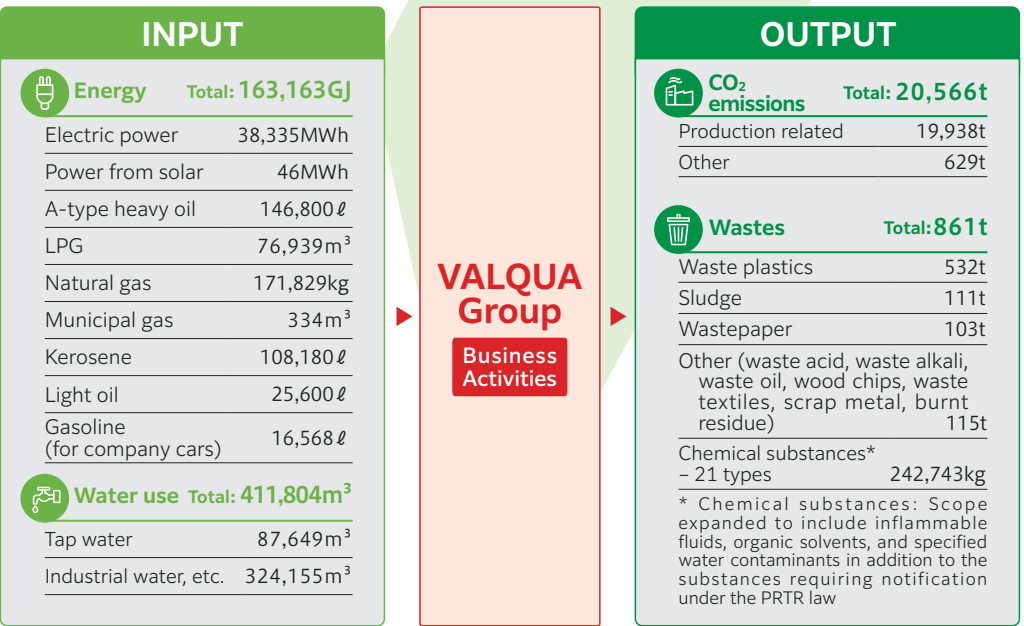 INPUT
Energy Total: 163,163GJ
Electric power 38,335MWh
Power from solar 46MWh
A-type heavy oil 146,800ℓ
LPG 76,939m³
Natural gas 171,829kg
Municipal gas 334m³
Kerosene 108,180ℓ
Light oil 25,600ℓ
Gasoline
(for company cars) 16,568ℓ
Water use Total: 411,804m³
Tap water 87,649m³
Industrial water, etc. 324,155m³
VALQUA
Group
Business
Activities
OUTPUT
CO₂
emissions Total: 20,566t
Production related 19,938t
Other 629t
Wastes Total: 861t
Waste plastics 532t
Sludge 111t
Wastepaper 103t
Other (waste acid, waste alkali,
waste oil, wood chips, waste
textiles, scrap metal, burnt
residue) 115t
Chemical substances*
– 21 types 242,743kg
* Chemical substances: Scope
expanded to include inflammable
fluids, organic solvents, and specified
water contaminants in addition to the
substances requiring notification
under the PRTR law